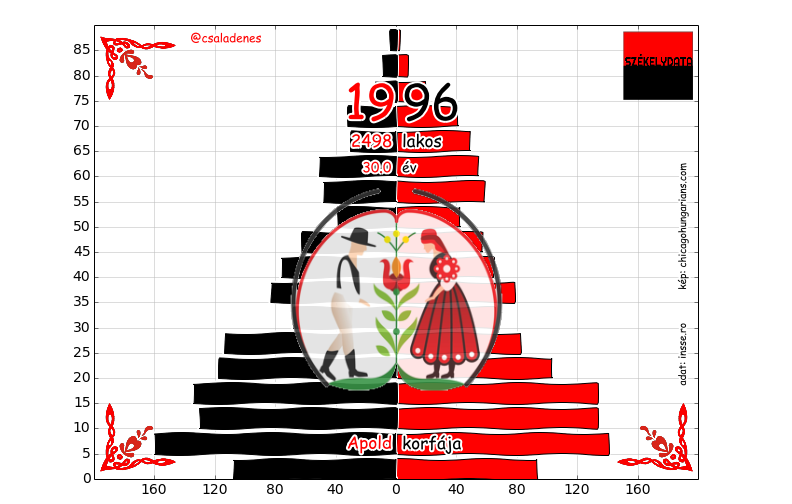 @csaladenes
SZÉKELYDATA
1996
2498 lakos
30.0 év
kép: chicagohungarians.com
adat: insse.ro
Apold korfája
85
80
75
70
65
60
55
50
45
40
35
30
25
20
15
10
5
0
160 120 80 40 0 40 80 120 160